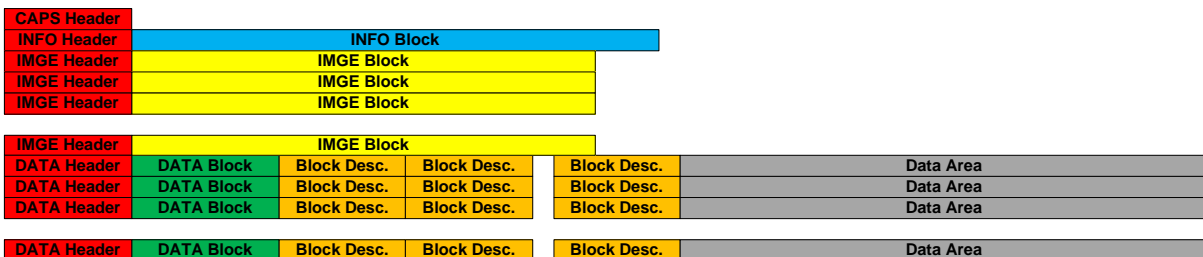 CAPS Header
INFO Header INFO Block
IMGE Header IMGE Block
IMGE Header IMGE Block
IMGE Header IMGE Block
IMGE Header IMGE Block
DATA Header DATA Block Block Desc. Block Desc. Block Desc. Data Area
DATA Header DATA Block Block Desc. Block Desc. Block Desc. Data Area
DATA Header DATA Block Block Desc. Block Desc. Block Desc. Data Area
DATA Header DATA Block Block Desc. Block Desc. Block Desc. Data Area